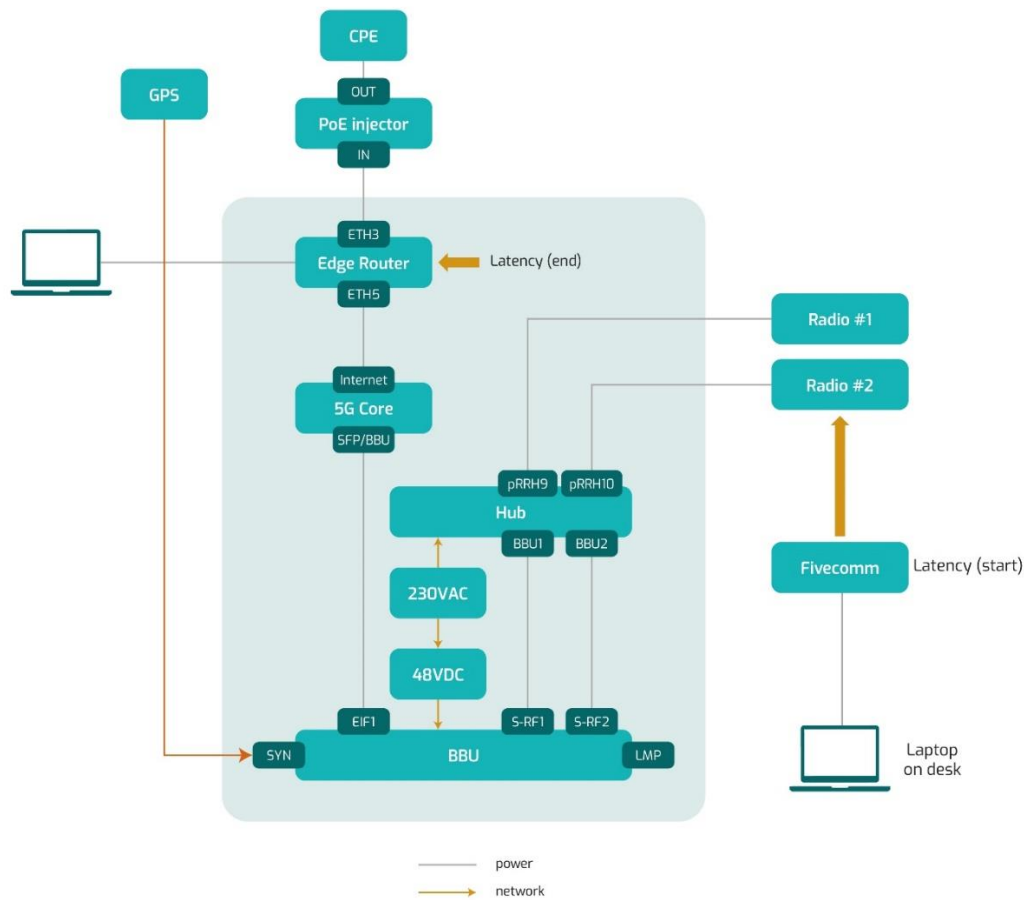 CPE
OUT
GPS
PoE injector
IN
ETH3
Edge Router
Latency (end)
ETH5
Radio #1
Internet
Radio #2
5G Core
SFP/BBU
pRRH9
pRRH10
Hub
BBU1
BBU2
Fivecomm
Latency (start)
230VAC
48VDC
EIF1
S-RF1
S-RF2
SYN
BBU
LMP
Laptop
on desk
power
network